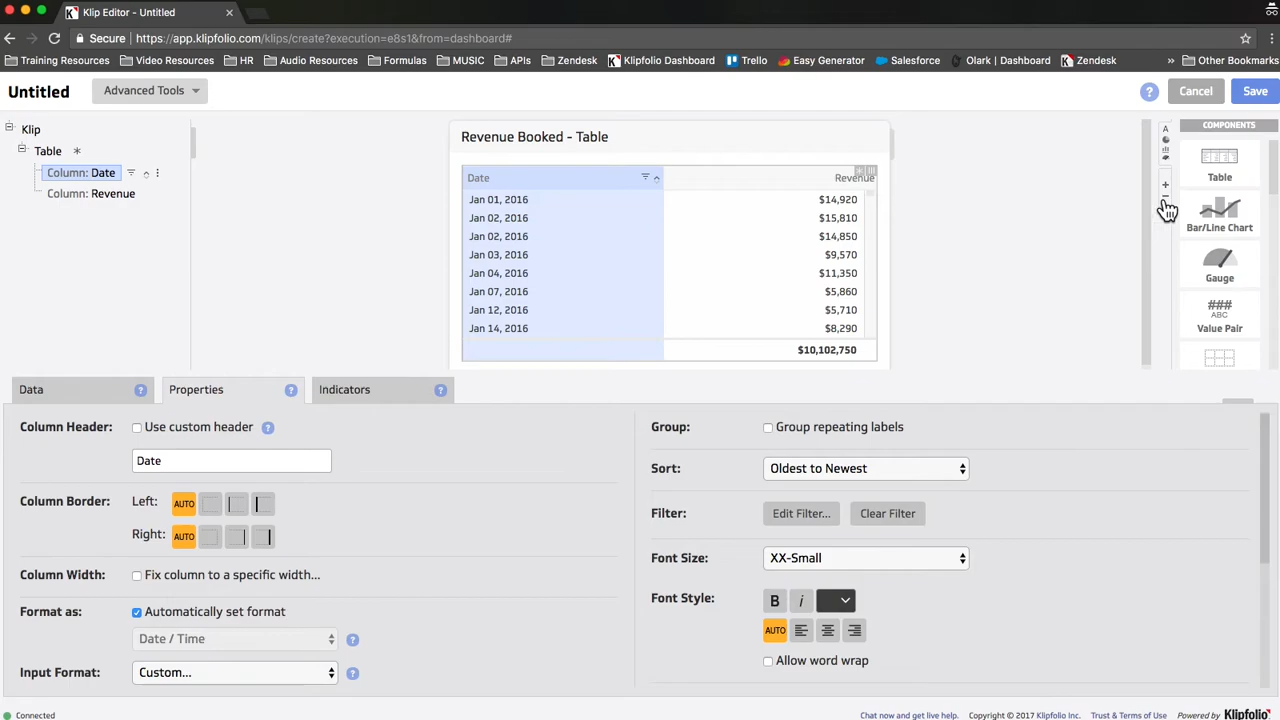 Klip Editor - Untitled
Secure https://app.klipfolio.com/klips/create?execution=e8s1&from=dashboard#
Training Resources Video Resources HR Audio Resources Formulas MUSIC APIs Zendesk Klipfolio Dashboard Trello Easy Generator Salesforce Olark | Dashboard Zendesk » Other Bookmarks
Untitled Advanced Tools ? Cancel Save
Klip
Table *
Column: Date
Column: Revenue
Revenue Booked - Table
Date Revenue
Jan 01, 2016 $14,920
Jan 02, 2016 $15,810
Jan 02, 2016 $14,850
Jan 03, 2016 $9,570
Jan 04, 2016 $11,350
Jan 07, 2016 $5,860
Jan 12, 2016 $5,710
Jan 14, 2016 $8,290
$10,102,750
COMPONENTS
A
Table
Bar/Line Chart
Gauge
###
ABC
Value Pair
Data ? Properties ? Indicators ?
Column Header: Use custom header ?
Date
Column Border: Left: AUTO
Right: AUTO
Column Width: Fix column to a specific width...
Format as: Automatically set format
Date / Time ?
Input Format: Custom... ?
Group: Group repeating labels
Sort: Oldest to Newest
Filter: Edit Filter... Clear Filter
Font Size: XX-Small
Font Style: B i
AUTO
Allow word wrap
Connected Chat now and get live help. Copyright © 2017 Klipfolio Inc. Trust & Terms of Use Powered by Klipfolio